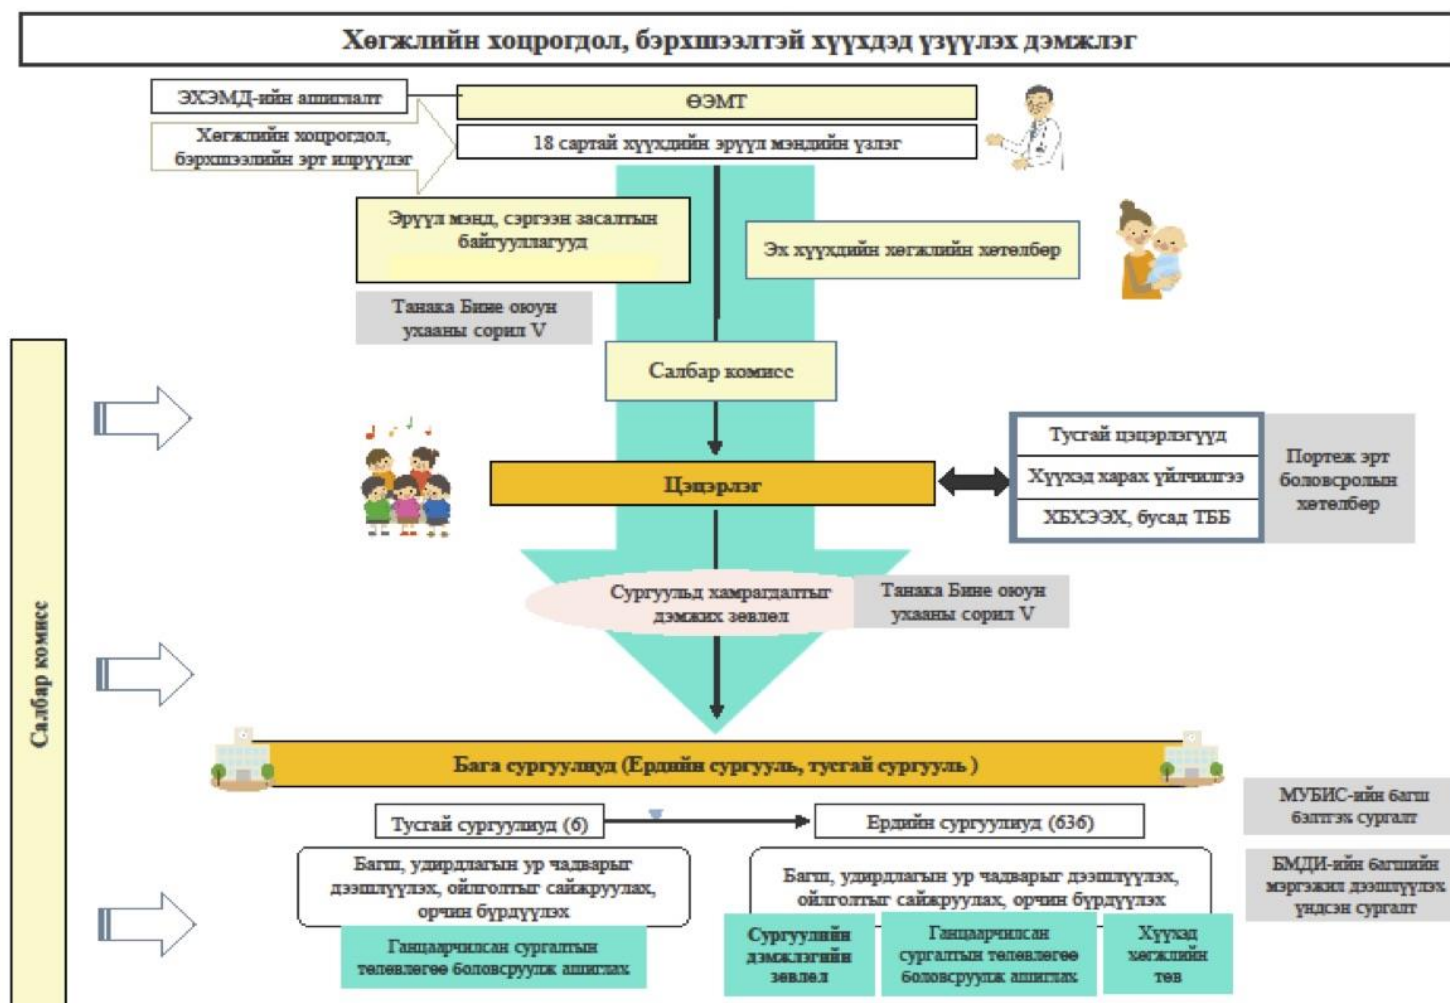 Хөгжлийн хоцрогдол, бэрхшээлтэй хүүхдэд үзүүлэх дэмжлэг
ЭХЭМД-ийн ашиглалт
ӨЭМТ
Хөгжлийн хоцрогдол,
бэрхшээлийн эрт илрүүлэг
18 сартай хүүхдийн эрүүл мэндийн үзлэг
Эрүүл мэнд, сэргээн засалтын
байгууллагууд
Эх хүүхдийн хөгжлийн хөтөлбөр
Танака Бине оюун
ухааны сорил V
Салбар комисс
Цэцэрлэг
Тусгай цэцэрлэгүүд
Хүүхэд харах үйлчилгээ
ХБХЭЭХ, бусад ТББ
Портеж эрт
боловсролын
хөтөлбөр
Сургуульд хамрагдалтыг
дэмжих зөвлөл
Танака Бине оюун
ухааны сорил V
Салбар комисс
Бага сургуулиуд (Ердийн сургууль, тусгай сургууль )
Тусгай сургуулиуд (6)
Ердийн сургуулиуд (636)
Багш, удирдлагын ур чадварыг
дээшлүүлэх, ойлголтыг сайжруулах,
орчин бүрдүүлэх
Ганцаарчилсан сургалтын
төлөвлөгөө боловсруулж ашиглах
Багш, удирдлагын ур чадварыг дээшлүүлэх,
ойлголтыг сайжруулах, орчин бүрдүүлэх
Сургуулийн
дэмжлэгийн
зөвлөл
Ганцаарчилсан
сургалтын төлөвлөгөө
боловсруулж ашиглах
Хүүхэд
хөгжлийн
төв
МУБИС-ийн багш
бэлтгэх сургалт
БМДИ-ийн багшийн
мэргэжил дээшлүүлэх
үндсэн сургалт